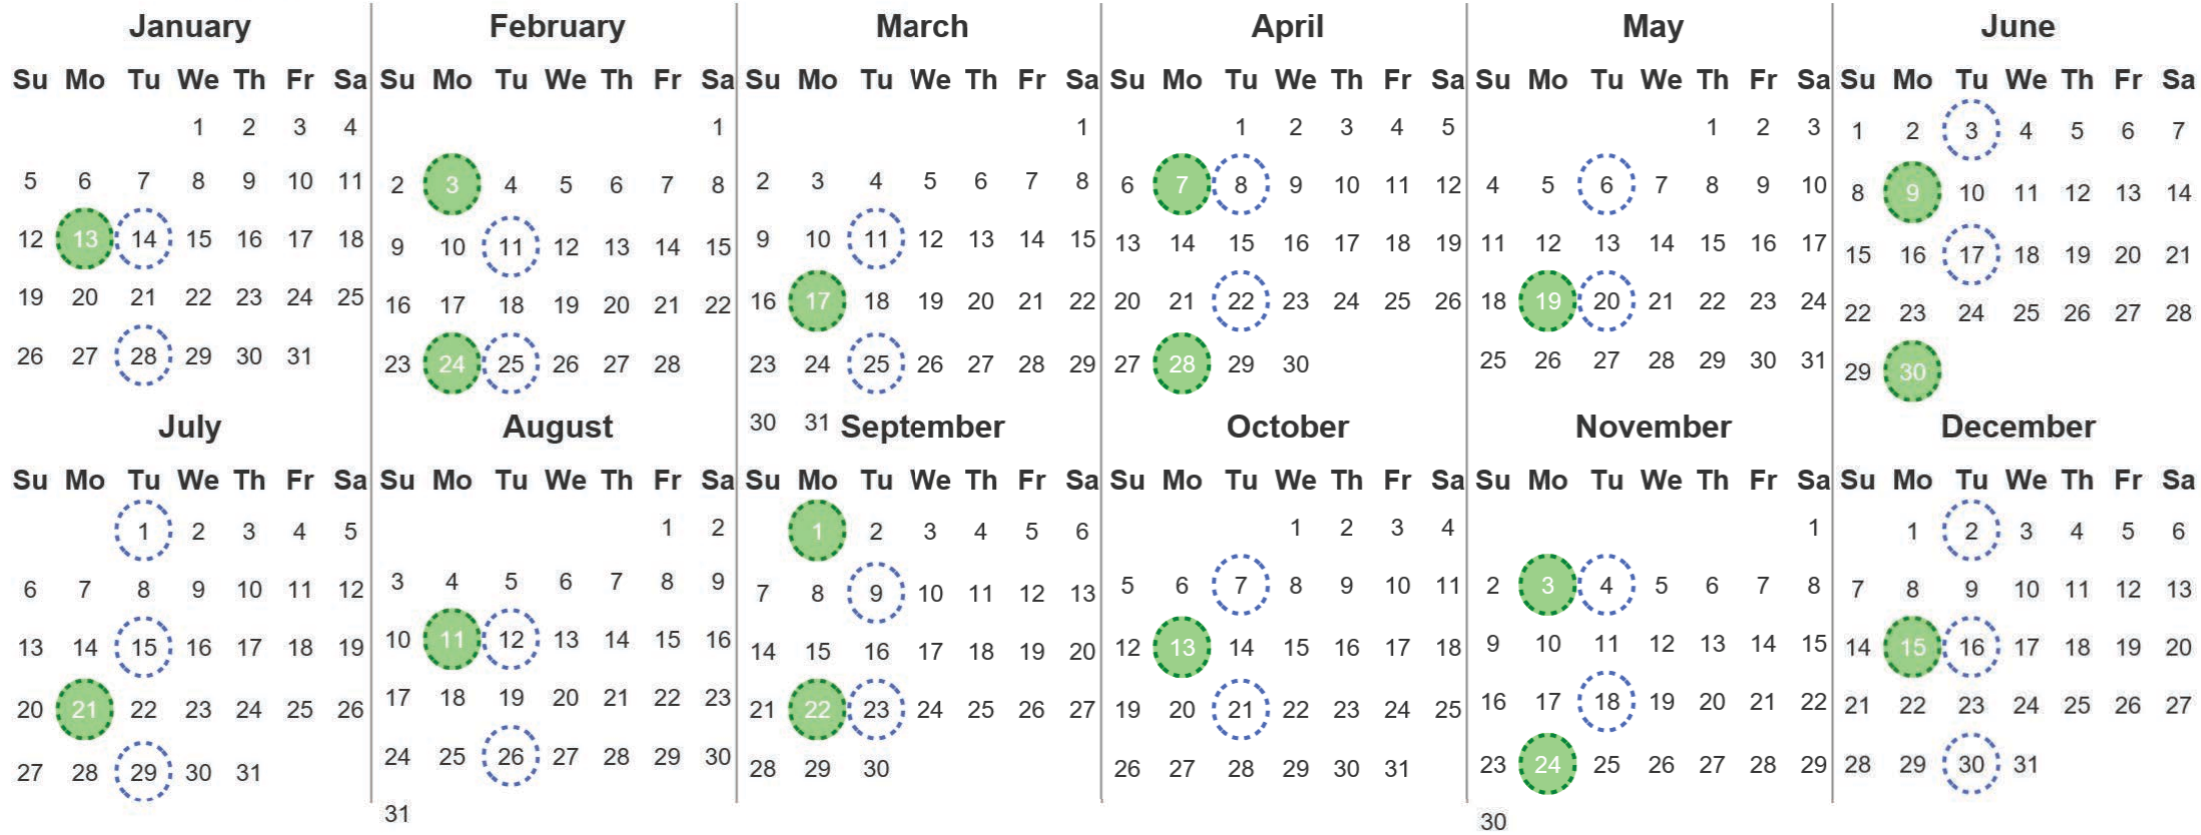 January
Su Mo Tu We Th Fr Sa
1 2 3 4
5 6 7 8 9 10 11
12 13 14 15 16 17 18
19 20 21 22 23 24 25
26 27 28 29 30 31
February
Su Mo Tu We Th Fr Sa
1
2 3 4 5 6 7 8
9 10 11 12 13 14 15
16 17 18 19 20 21 22
23 24 25 26 27 28
March
Su Mo Tu We Th Fr Sa
1
2 3 4 5 6 7 8
9 10 11 12 13 14 15
16 17 18 19 20 21 22
23 24 25 26 27 28 29
30 31
April
Su Mo Tu We Th Fr Sa
1 2 3 4 5
6 7 8 9 10 11 12
13 14 15 16 17 18 19
20 21 22 23 24 25 26
27 28 29 30
May
Su Mo Tu We Th Fr Sa
1 2 3
4 5 6 7 8 9 10
11 12 13 14 15 16 17
18 19 20 21 22 23 24
25 26 27 28 29 30 31
June
Su Mo Tu We Th Fr Sa
1 2 3 4 5 6 7
8 9 10 11 12 13 14
15 16 17 18 19 20 21
22 23 24 25 26 27 28
29 30
July
Su Mo Tu We Th Fr Sa
1 2 3 4 5
6 7 8 9 10 11 12
13 14 15 16 17 18 19
20 21 22 23 24 25 26
27 28 29 30 31
August
Su Mo Tu We Th Fr Sa
1 2
3 4 5 6 7 8 9
10 11 12 13 14 15 16
17 18 19 20 21 22 23
24 25 26 27 28 29 30
31
September
Su Mo Tu We Th Fr Sa
1 2 3 4 5 6
7 8 9 10 11 12 13
14 15 16 17 18 19 20
21 22 23 24 25 26 27
28 29 30
October
Su Mo Tu We Th Fr Sa
1 2 3 4
5 6 7 8 9 10 11
12 13 14 15 16 17 18
19 20 21 22 23 24 25
26 27 28 29 30 31
November
Su Mo Tu We Th Fr Sa
1
2 3 4 5 6 7 8
9 10 11 12 13 14 15
16 17 18 19 20 21 22
23 24 25 26 27 28 29
30
December
Su Mo Tu We Th Fr Sa
1 2 3 4 5 6
7 8 9 10 11 12 13
14 15 16 17 18 19 20
21 22 23 24 25 26 27
28 29 30 31